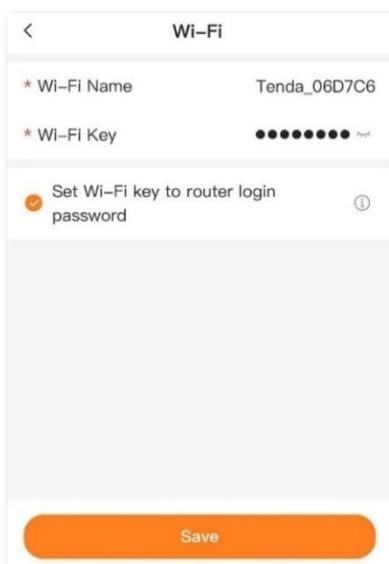 Wi-Fi
* Wi-Fi Name Tenda_06D7C6
* Wi-Fi Key ●●●●●●●●
Set Wi-Fi key to router login
password
Save